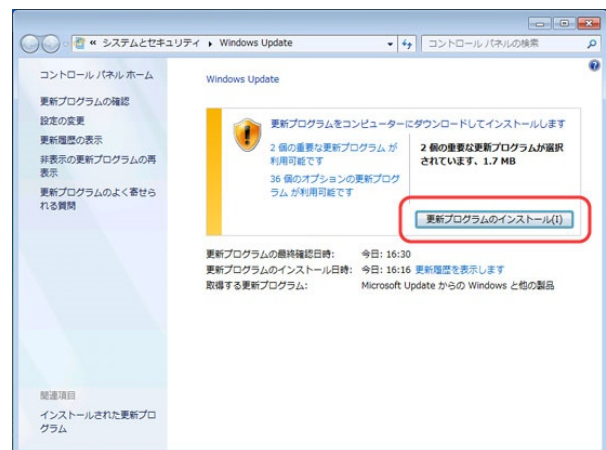 « システムとセキュリティ ▸ Windows Update
コントロール パネルの検索
コントロール パネル ホーム
更新プログラムの確認
設定の変更
更新履歴の表示
非表示の更新プログラムの再
表示
更新プログラムのよく寄せら
れる質問
関連項目
インストールされた更新プロ
グラム
Windows Update
更新プログラムをコンピューターにダウンロードしてインストールします
2 個の重要な更新プログラム が
利用可能です
36 個のオプションの更新プログ
ラム が利用可能です
2 個の重要な更新プログラムが選択
されています、1.7 MB
更新プログラムのインストール(I)
更新プログラムの最終確認日時: 今日: 16:30
更新プログラムのインストール日時: 今日: 16:16 更新履歴を表示します
取得する更新プログラム: Microsoft Update からの Windows と他の製品